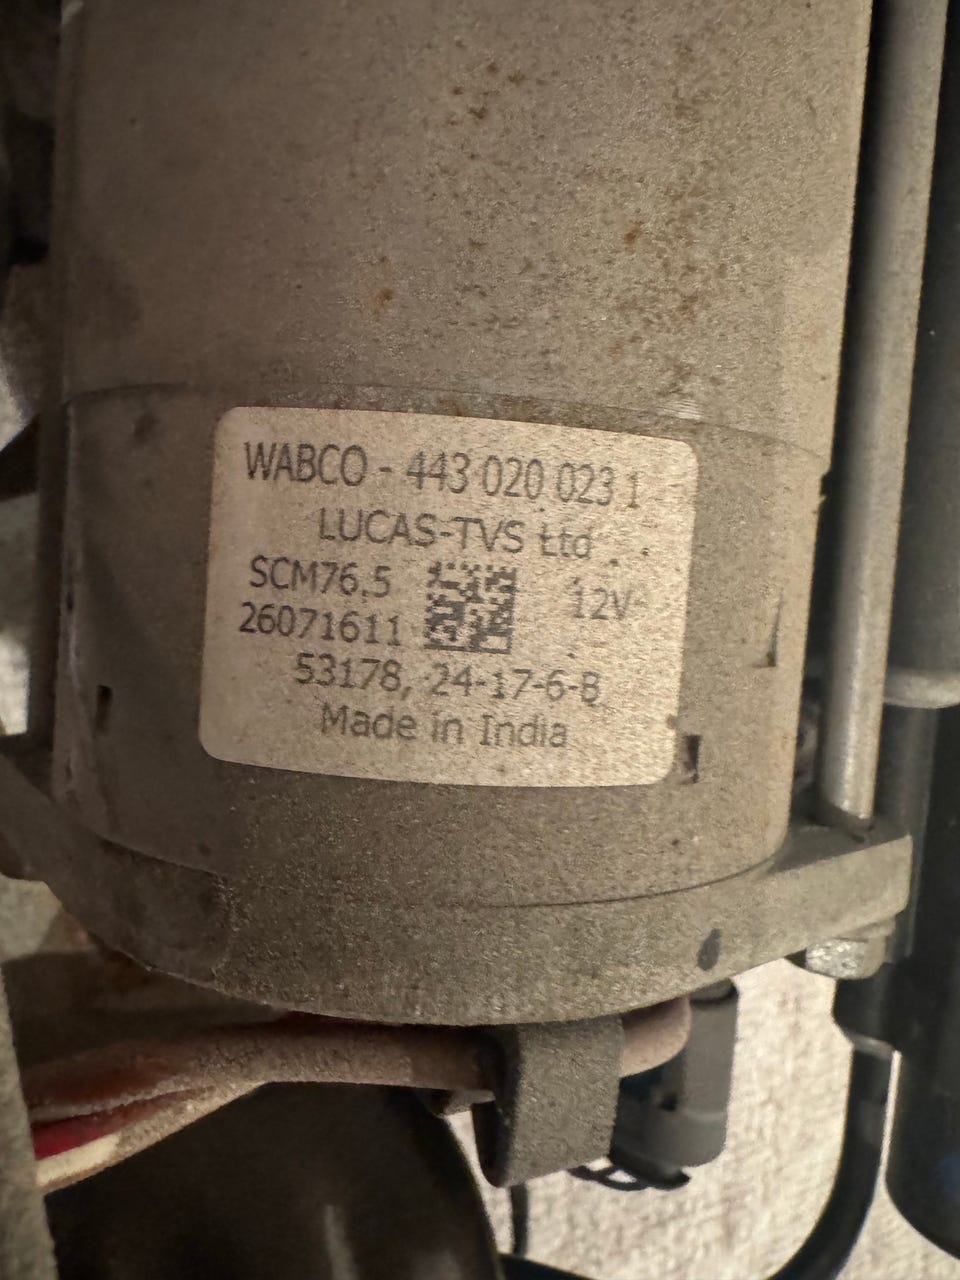 WABCO - 443 020 023 1
LUCAS-TVS Ltd
SCM76.5
12V
26071611
53178, 24-17-6-B
Made in India